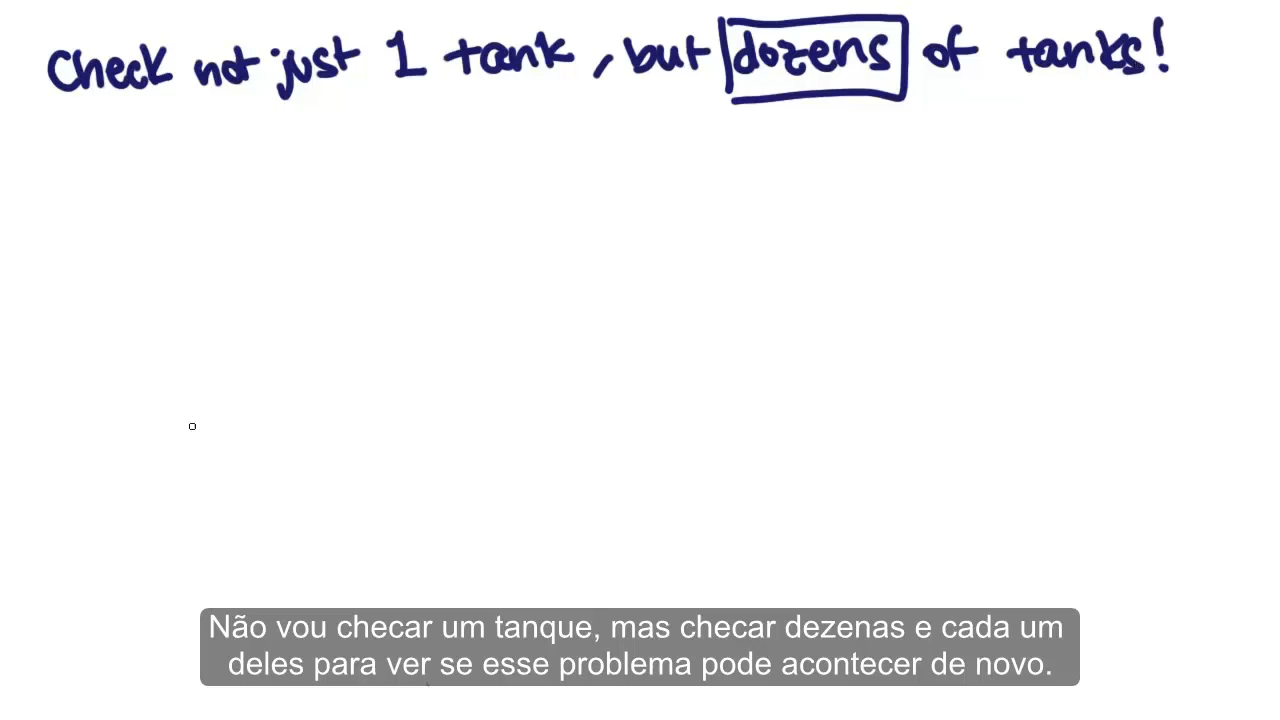 Check not just 1 tank, but dozens of tanks!
Não vou checar um tanque, mas checar dezenas e cada um
deles para ver se esse problema pode acontecer de novo.